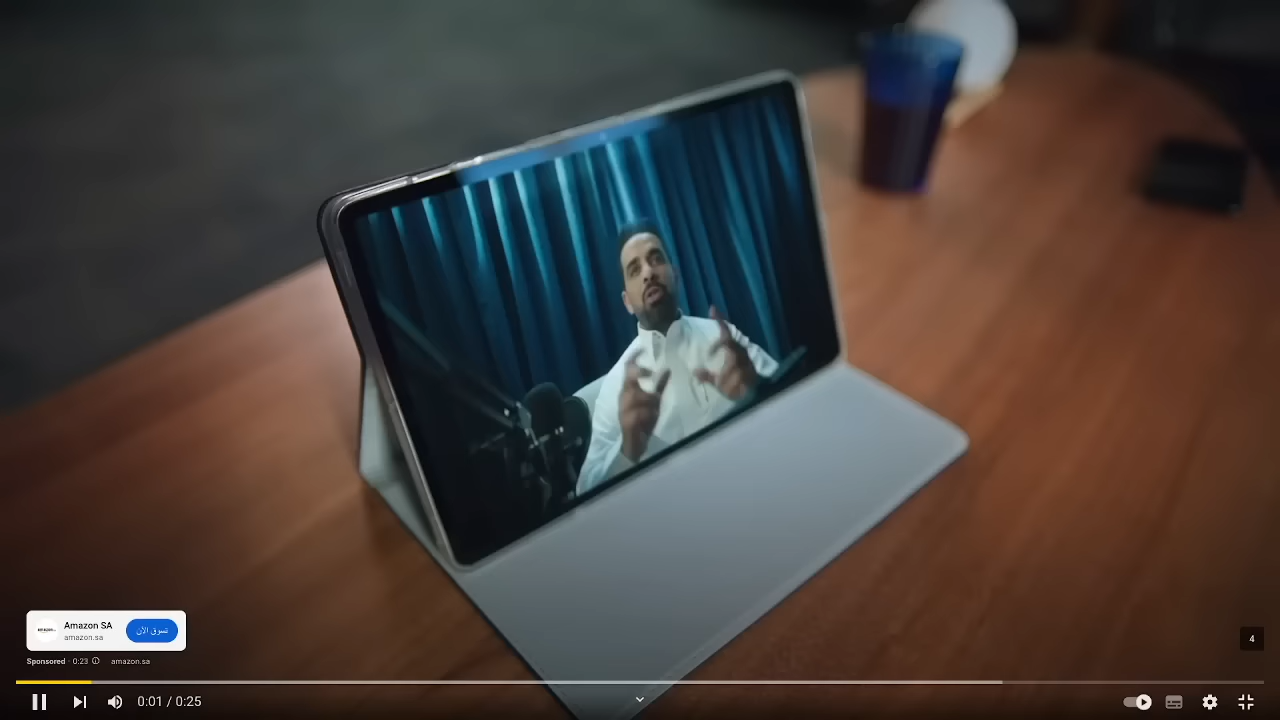 Amazon SA
amazon.sa
تسوق الآن
4
Sponsored · 0:23
amazon.sa
0:01 / 0:25